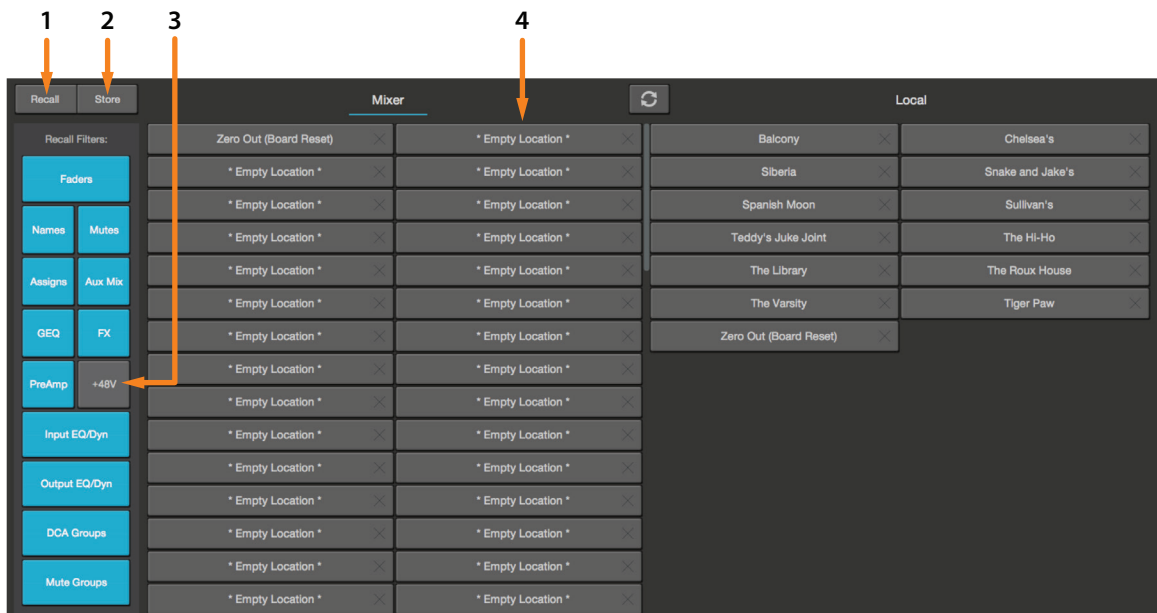 1 2 3 4
Recall Store Mixer Local
Recall Filters: Zero Out (Board Reset) * Empty Location * Balcony Chelsea's
Faders * Empty Location * * Empty Location * Siberia Snake and Jake's
* Empty Location * * Empty Location * Spanish Moon Sullivan's
Names Mutes * Empty Location * * Empty Location * Teddy's Juke Joint The Hi-Ho
Assigns Aux Mix * Empty Location * * Empty Location * The Library The Roux House
* Empty Location * * Empty Location * The Varsity Tiger Paw
GEQ FX * Empty Location * * Empty Location * Zero Out (Board Reset)
* Empty Location * * Empty Location *
PreAmp +48V * Empty Location * * Empty Location *
Input EQ/Dyn * Empty Location * * Empty Location *
* Empty Location * * Empty Location *
Output EQ/Dyn * Empty Location * * Empty Location *
DCA Groups * Empty Location * * Empty Location *
* Empty Location * * Empty Location *
Mute Groups * Empty Location * * Empty Location *